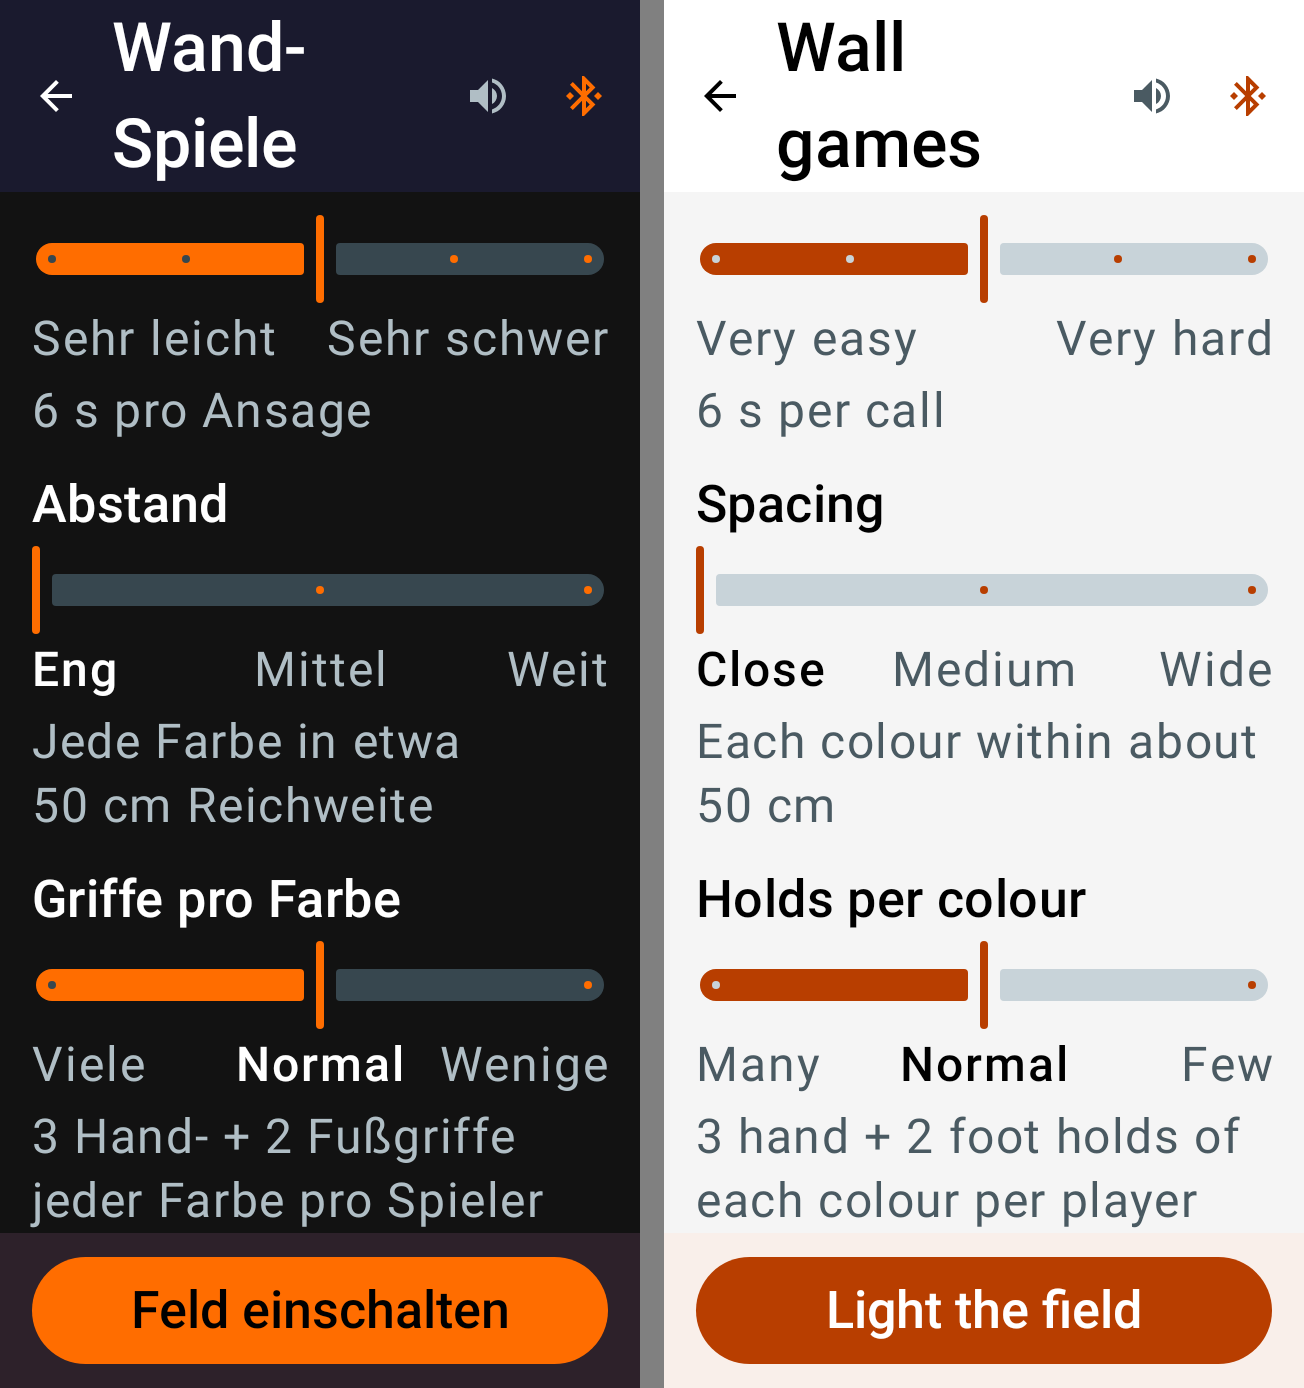 Wand-
Spiele
Sehr leicht Sehr schwer
6 s pro Ansage
Abstand
Eng Mittel Weit
Jede Farbe in etwa
50 cm Reichweite
Griffe pro Farbe
Viele Normal Wenige
3 Hand- + 2 Fußgriffe
jeder Farbe pro Spieler
Feld einschalten
Wall
games
Very easy Very hard
6 s per call
Spacing
Close Medium Wide
Each colour within about
50 cm
Holds per colour
Many Normal Few
3 hand + 2 foot holds of
each colour per player
Light the field